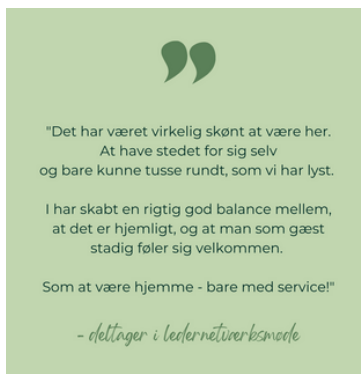 "Det har været virkelig skønt at være her.
At have stedet for sig selv
og bare kunne tusse rundt, som vi har lyst.
I har skabt en rigtig god balance mellem,
at det er hjemligt, og at man som gæst
stadig føler sig velkommen.
Som at være hjemme - bare med service!"
- deltager i ledernetværksmøde